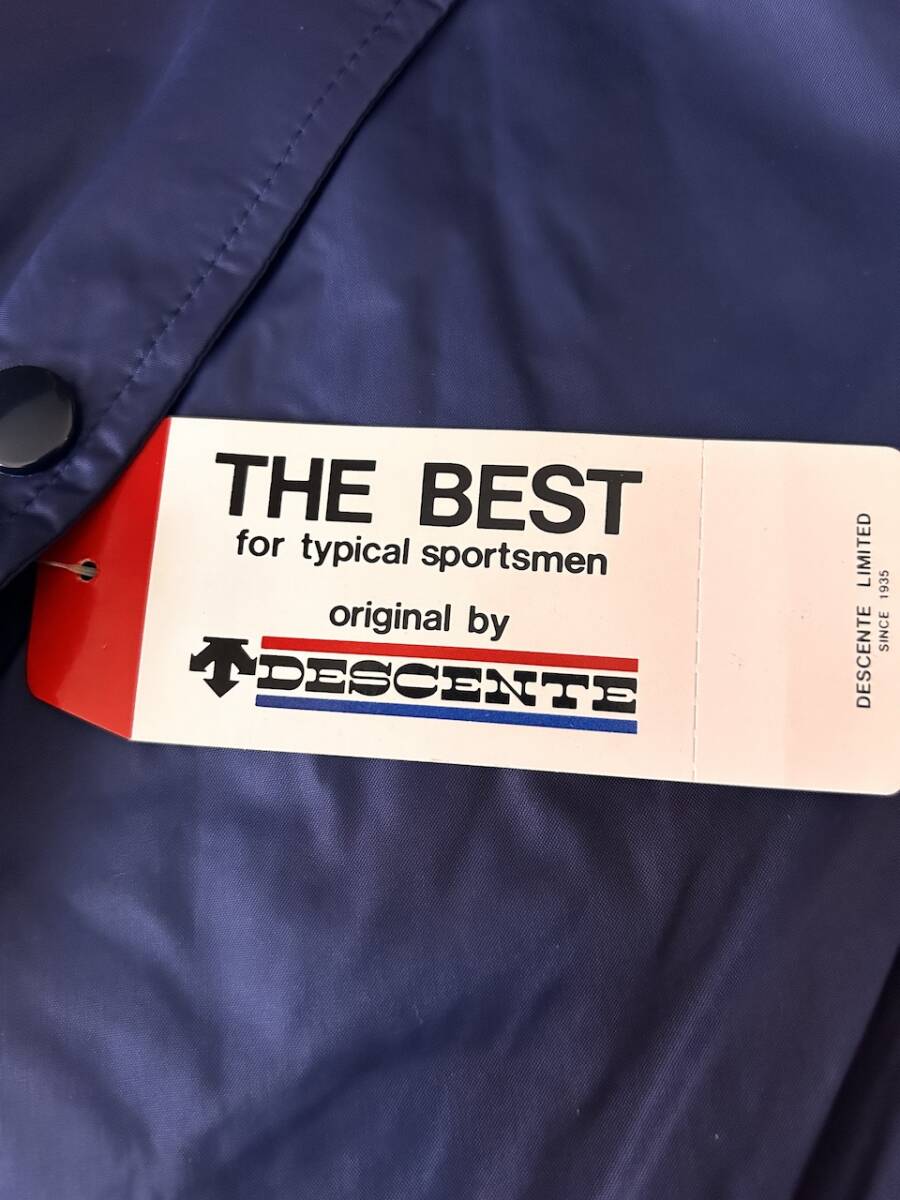 THE BEST
for typical sportsmen
original by
DESCENTE
DESCENTE LIMITED
SINCE 1935